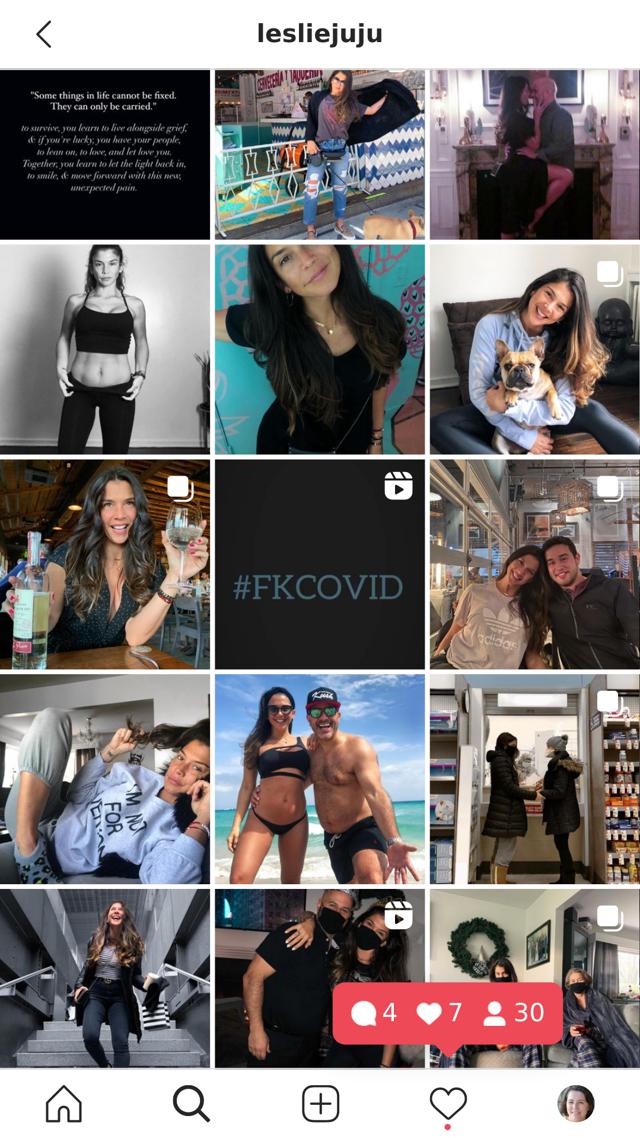 lesliejuju
"Some things in life cannot be fixed.
They can only be carried."
to survive, you learn to live alongside grief,
& if you're lucky, you have your people,
to lean on, to love, and let love you.
Together, you learn to let the light back in,
to smile, & move forward with this new,
unexpected pain.
#FKCOVID
adidas
I'M NO
FOR
4 7 30